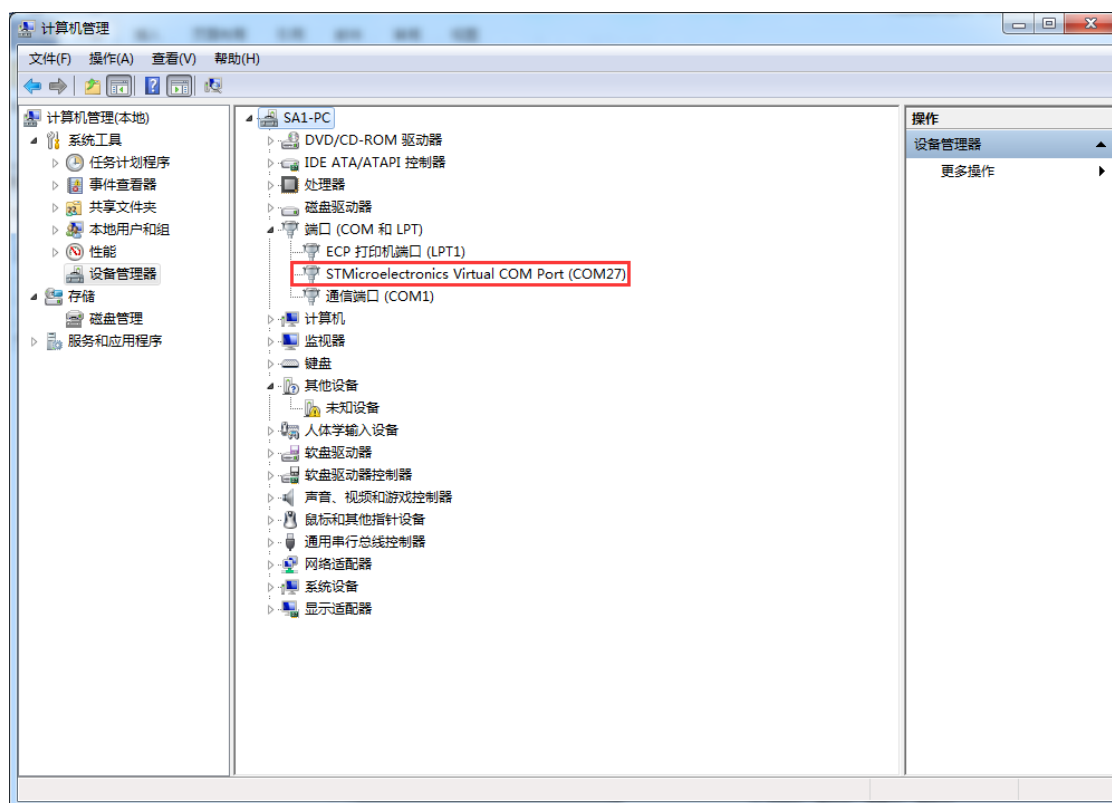 计算机管理
文件(F) 操作(A) 查看(V) 帮助(H)
计算机管理(本地)
系统工具
任务计划程序
事件查看器
共享文件夹
本地用户和组
性能
设备管理器
存储
磁盘管理
服务和应用程序
SA1-PC
DVD/CD-ROM 驱动器
IDE ATA/ATAPI 控制器
处理器
磁盘驱动器
端口 (COM 和 LPT)
ECP 打印机端口 (LPT1)
STMicroelectronics Virtual COM Port (COM27)
通信端口 (COM1)
计算机
监视器
键盘
其他设备
未知设备
人体学输入设备
软盘驱动器
软盘驱动器控制器
声音、视频和游戏控制器
鼠标和其他指针设备
通用串行总线控制器
网络适配器
系统设备
显示适配器
操作
设备管理器
更多操作